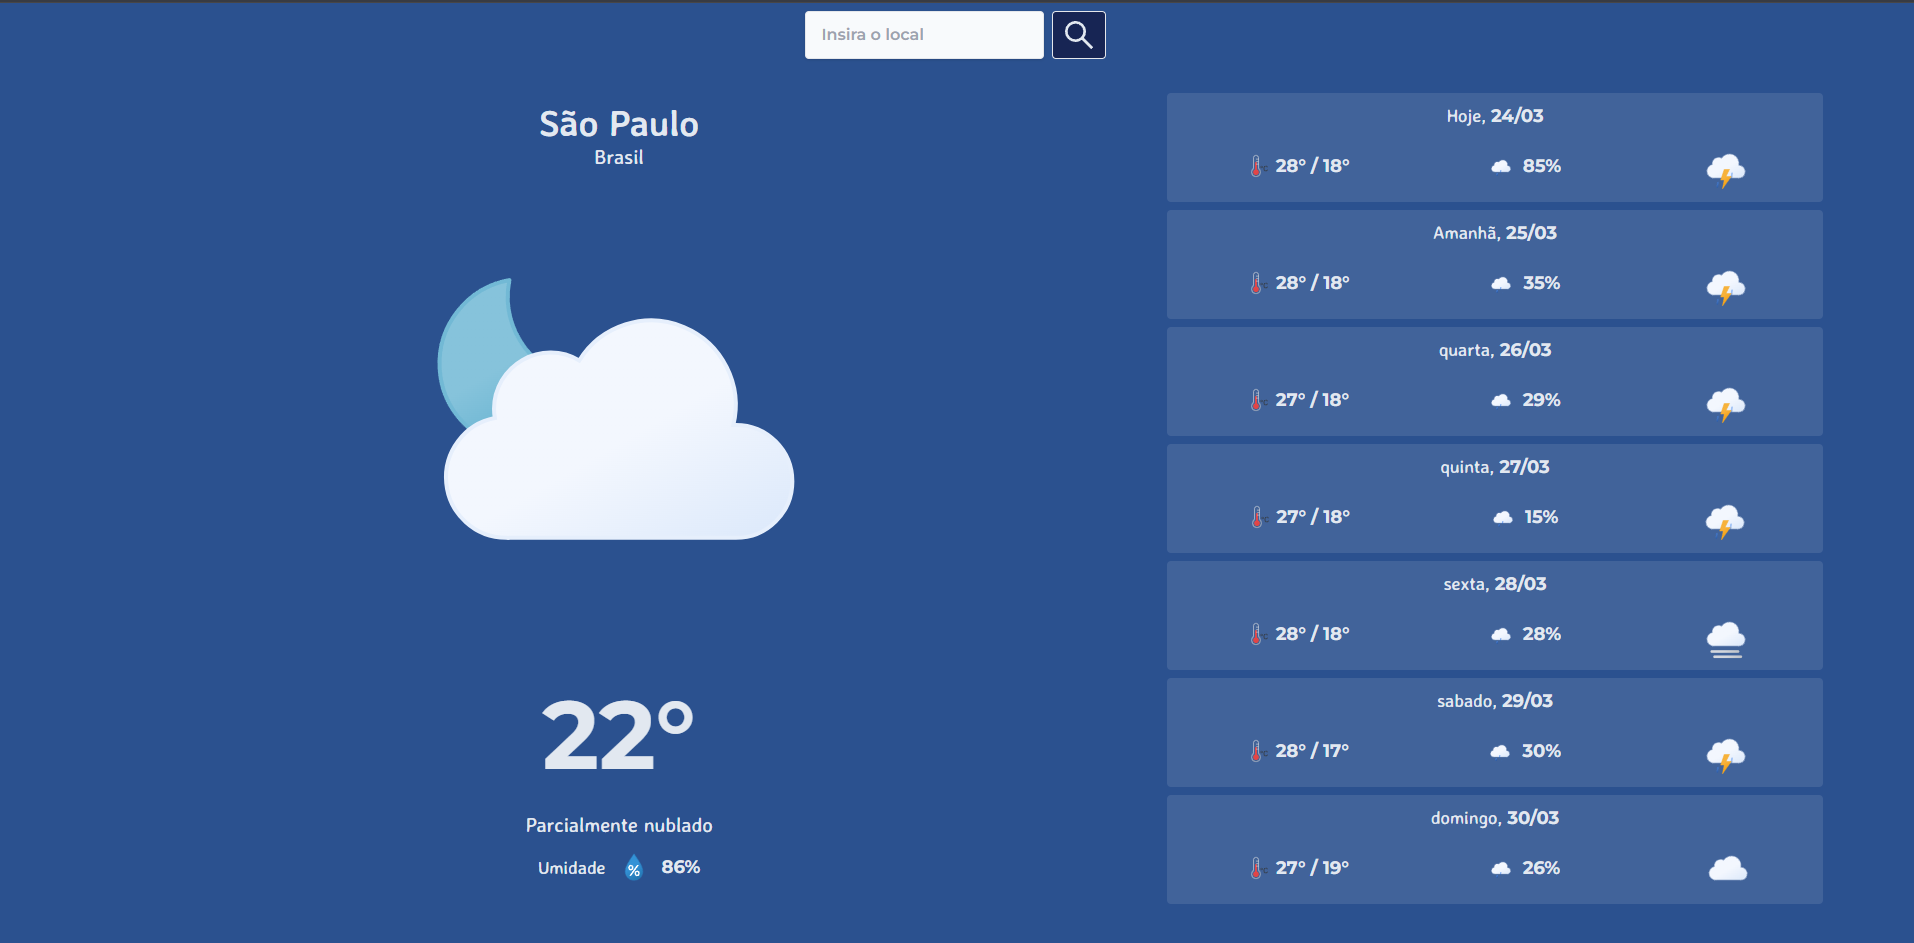 Insira o local
São Paulo
Brasil
22°
Parcialmente nublado
Umidade % 86%
Hoje, 24/03
°C 28° / 18° 85%
Amanhã, 25/03
°C 28° / 18° 35%
quarta, 26/03
°C 27° / 18° 29%
quinta, 27/03
°C 27° / 18° 15%
sexta, 28/03
°C 28° / 18° 28%
sabado, 29/03
°C 28° / 17° 30%
domingo, 30/03
°C 27° / 19° 26%